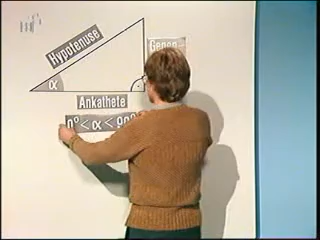 Hypotenuse
Gegen
α
Ankathete
0° < α < 90°